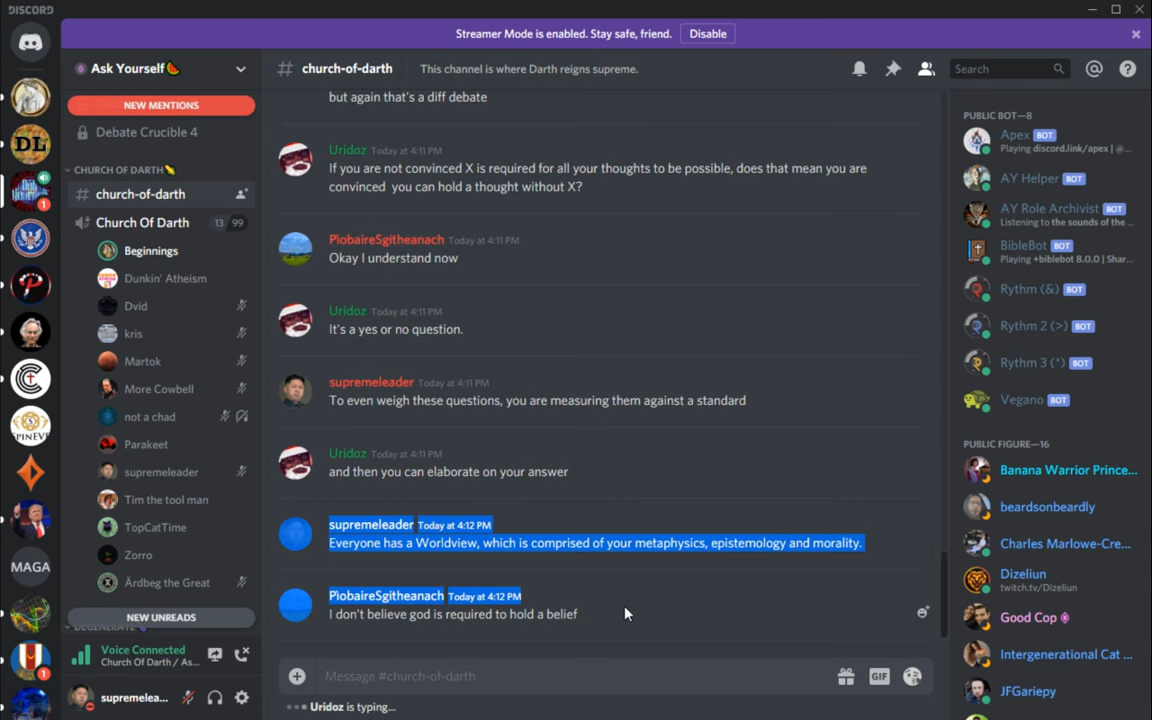 DISCORD
Streamer Mode is enabled. Stay safe, friend.
Disable
Ask Yourself🍉
NEW MENTIONS
Debate Crucible 4
CHURCH OF DARTH
church-of-darth
Church Of Darth
13 99
Beginnings
Dunkin' Atheism
Dvid
kris
Martok
More Cowbell
not a chad
Parakeet
supremeleader
Tim the tool man
TopCatTime
Zorro
Ardbeg the Great
NEW UNREADS
Voice Connected
Church Of Darth / As...
supremelea...
DL
SPINEVE
MAGA
# church-of-darth
This channel is where Darth reigns supreme.
Search
but again that's a diff debate
Uridoz Today at 4:11 PM
If you are not convinced X is required for all your thoughts to be possible, does that mean you are
convinced you can hold a thought without X?
PìobaireSgitheanach Today at 4:11 PM
Okay I understand now
Uridoz Today at 4:11 PM
It's a yes or no question.
supremeleader Today at 4:11 PM
To even weigh these questions, you are measuring them against a standard
Uridoz Today at 4:11 PM
and then you can elaborate on your answer
supremeleader Today at 4:12 PM
Everyone has a Worldview, which is comprised of your metaphysics, epistemology and morality.
PìobaireSgitheanach Today at 4:12 PM
I don't believe god is required to hold a belief
Message #church-of-darth
GIF
Uridoz is typing...
PUBLIC BOT—8
Apex BOT
Playing discord.link/apex | @...
AY Helper BOT
AY Role Archivist BOT
Listening to the sounds of the ...
BibleBot BOT
Playing +biblebot 8.0.0 | Shar...
Rythm (&) BOT
Rythm 2 (>) BOT
Rythm 3 (*) BOT
Vegano BOT
PUBLIC FIGURE—16
Banana Warrior Prince...
beardsonbeardly
Charles Marlowe-Cre...
Dizeliun
twitch.tv/Dizeliun
Good Cop
Intergenerational Cat ...
JFGariepy